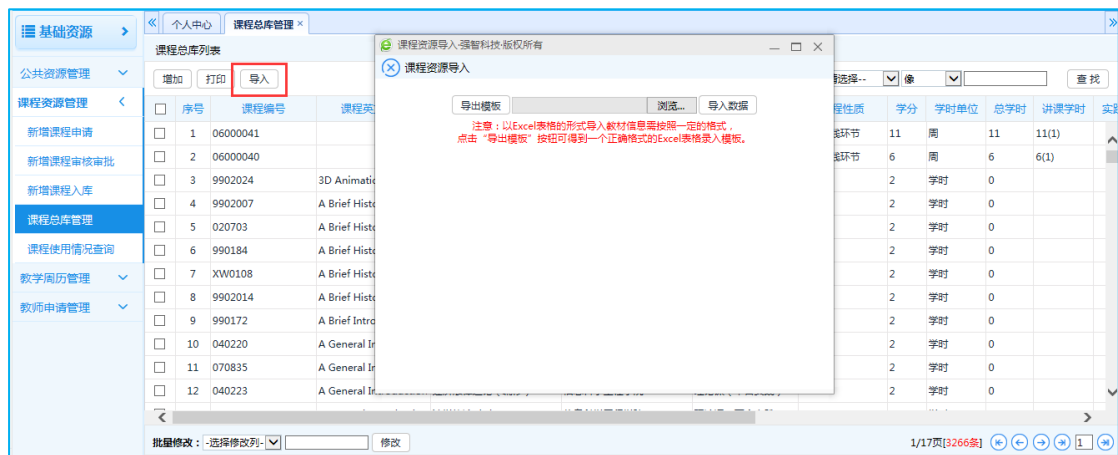 基础资源
个人中心
课程总库管理
课程总库列表
增加
打印
导入
查找
公共资源管理
课程资源管理
新增课程申请
新增课程审核审批
新增课程入库
课程总库管理
课程使用情况查询
教学周历管理
教师申请管理
课程资源导入-强智科技·版权所有
课程资源导入
导出模板 浏览... 导入数据
注意：以Excel表格的形式导入教材信息需按照一定的格式，
点击“导出模板”按钮可得到一个正确格式的Excel表格录入模板。
选择-- 像
序号 课程编号 课程英 程性质 学分 学时单位 总学时 讲课学时 实
1 06000041 环节 11 周 11 11(1)
2 06000040 环节 6 周 6 6(1)
3 9902024 3D Animatic 2 学时 0
4 9902007 A Brief Histo 2 学时 0
5 020703 A Brief Histo 2 学时 0
6 990184 A Brief Histo 2 学时 0
7 XW0108 A Brief Histo 2 学时 0
8 9902014 A Brief Histo 2 学时 0
9 990172 A Brief Intro 2 学时 0
10 040220 A General Ir 2 学时 0
11 070835 A General Ir 2 学时 0
12 040223 A General 2 学时 0
批量修改： -选择修改列- 修改 1/17页[3266条] 1